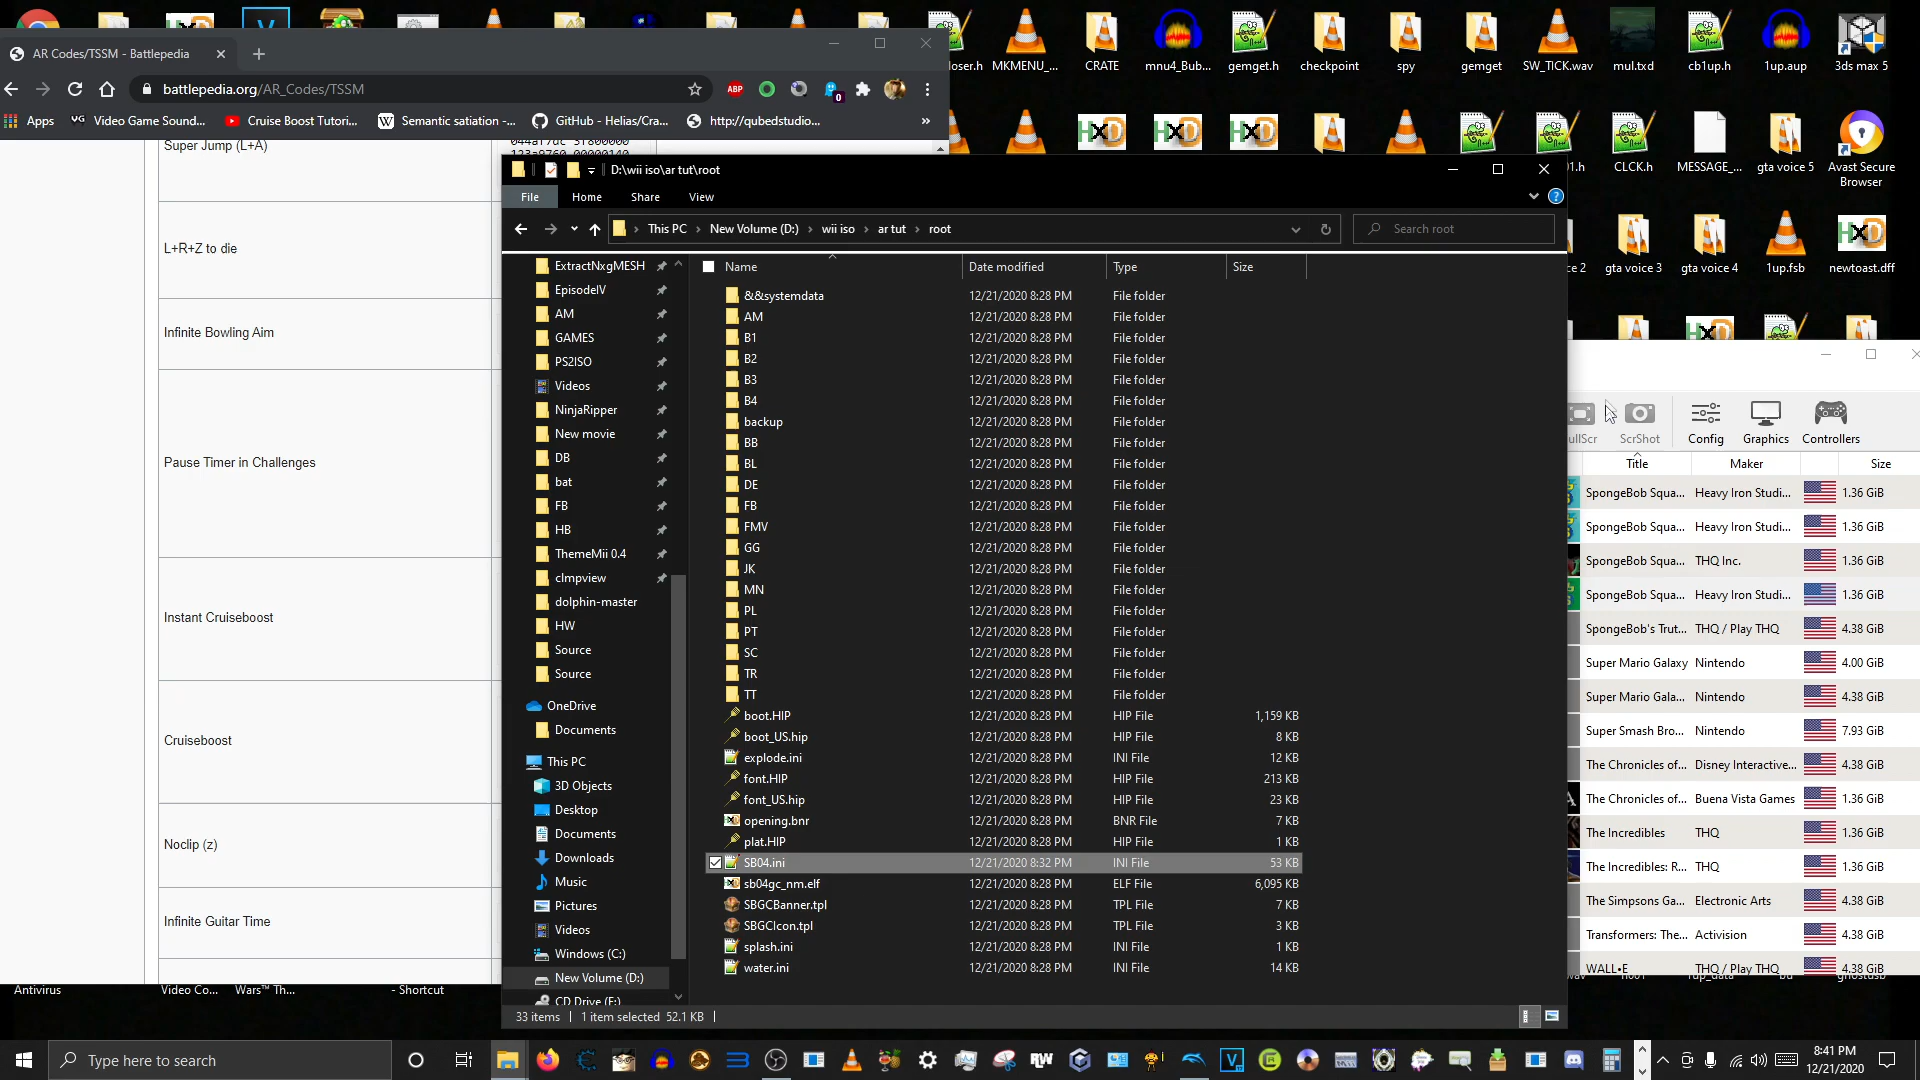 AR Codes/TSSM - Battlepedia
battlepedia.org/AR_Codes/TSSM
ABP
0
Apps
Video Game Sound...
Cruise Boost Tutori...
Semantic satiation -...
GitHub - Helias/Cra...
http://qubedstudio...
»
Super Jump (L+A)
L+R+Z to die
Infinite Bowling Aim
Pause Timer in Challenges
Instant Cruiseboost
Cruiseboost
Noclip (z)
Infinite Guitar Time
D:\wii iso\ar tut\root
File
Home
Share
View
This PC > New Volume (D:) > wii iso > ar tut > root
Search root
ExtractNxgMESH
EpisodeIV
AM
GAMES
PS2ISO
Videos
NinjaRipper
New movie
DB
bat
FB
HB
ThemeMii 0.4
clmpview
dolphin-master
HW
Source
Source
OneDrive
Documents
This PC
3D Objects
Desktop
Documents
Downloads
Music
Pictures
Videos
Windows (C:)
New Volume (D:)
CD Drive (F:)
Name Date modified Type Size
&&systemdata 12/21/2020 8:28 PM File folder
AM 12/21/2020 8:28 PM File folder
B1 12/21/2020 8:28 PM File folder
B2 12/21/2020 8:28 PM File folder
B3 12/21/2020 8:28 PM File folder
B4 12/21/2020 8:28 PM File folder
backup 12/21/2020 8:28 PM File folder
BB 12/21/2020 8:28 PM File folder
BL 12/21/2020 8:28 PM File folder
DE 12/21/2020 8:28 PM File folder
FB 12/21/2020 8:28 PM File folder
FMV 12/21/2020 8:28 PM File folder
GG 12/21/2020 8:28 PM File folder
JK 12/21/2020 8:28 PM File folder
MN 12/21/2020 8:28 PM File folder
PL 12/21/2020 8:28 PM File folder
PT 12/21/2020 8:28 PM File folder
SC 12/21/2020 8:28 PM File folder
TR 12/21/2020 8:28 PM File folder
TT 12/21/2020 8:28 PM File folder
boot.HIP 12/21/2020 8:28 PM HIP File 1,159 KB
boot_US.hip 12/21/2020 8:28 PM HIP File 8 KB
explode.ini 12/21/2020 8:28 PM INI File 12 KB
font.HIP 12/21/2020 8:28 PM HIP File 213 KB
font_US.hip 12/21/2020 8:28 PM HIP File 23 KB
opening.bnr 12/21/2020 8:28 PM BNR File 7 KB
plat.HIP 12/21/2020 8:28 PM HIP File 1 KB
SB04.ini 12/21/2020 8:32 PM INI File 53 KB
sb04gc_nm.elf 12/21/2020 8:28 PM ELF File 6,095 KB
SBGCBanner.tpl 12/21/2020 8:28 PM TPL File 7 KB
SBGCIcon.tpl 12/21/2020 8:28 PM TPL File 3 KB
splash.ini 12/21/2020 8:28 PM INI File 1 KB
water.ini 12/21/2020 8:28 PM INI File 14 KB
33 items
1 item selected 52.1 KB
oser.h
MKMENU_...
CRATE
mnu4_Bub...
gemget.h
checkpoint
spy
gemget
SW_TICK.wav
mul.txd
cb1up.h
1up.aup
3ds max 5
CLCK.h
MESSAGE_...
gta voice 5
Avast Secure
Browser
gta voice 3
gta voice 4
1up.fsb
newtoast.dff
ScrShot
Config
Graphics
Controllers
Title Maker Size
SpongeBob Squa... Heavy Iron Studi... 1.36 GiB
SpongeBob Squa... Heavy Iron Studi... 1.36 GiB
SpongeBob Squa... THQ Inc. 1.36 GiB
SpongeBob Squa... Heavy Iron Studi... 1.36 GiB
SpongeBob's Trut... THQ / Play THQ 4.38 GiB
Super Mario Galaxy Nintendo 4.00 GiB
Super Mario Gala... Nintendo 4.38 GiB
Super Smash Bro... Nintendo 7.93 GiB
The Chronicles of... Disney Interactive... 4.38 GiB
The Chronicles of... Buena Vista Games 1.36 GiB
The Incredibles THQ 1.36 GiB
The Incredibles: R... THQ 1.36 GiB
The Simpsons Ga... Electronic Arts 4.38 GiB
Transformers: The... Activision 4.38 GiB
WALL•E THQ / Play THQ 4.38 GiB
Antivirus
Video Co...
Wars™ Th...
- Shortcut
Type here to search
8:41 PM
12/21/2020